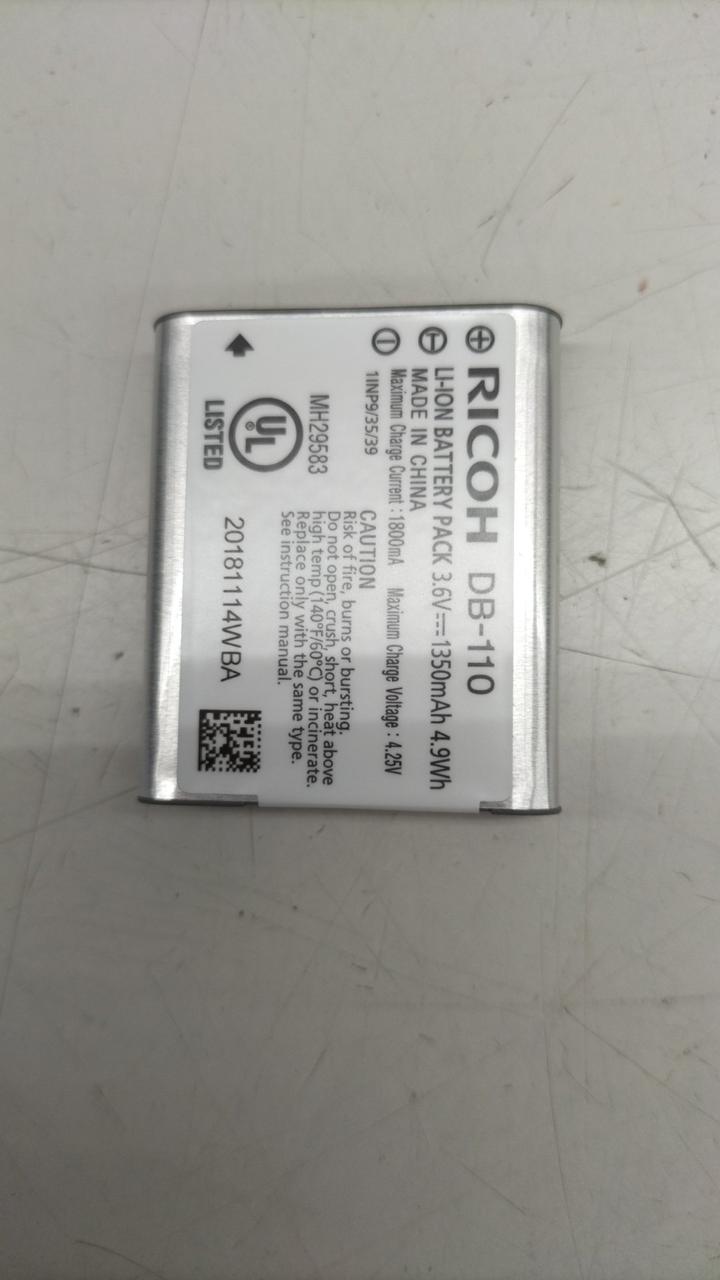 RICOH DB-110
LI-ION BATTERY PACK 3.6V⎓1350mAh 4.9Wh
MADE IN CHINA
Maximum Charge Current : 1800mA Maximum Charge Voltage : 4.25V
1INP9/35/39
CAUTION
Risk of fire, burns or bursting.
Do not open, crush, short, heat above
high temp (140°F/60°C) or incinerate.
Replace only with the same type.
See instruction manual.
MH29583
UL®
LISTED
20181114WBA